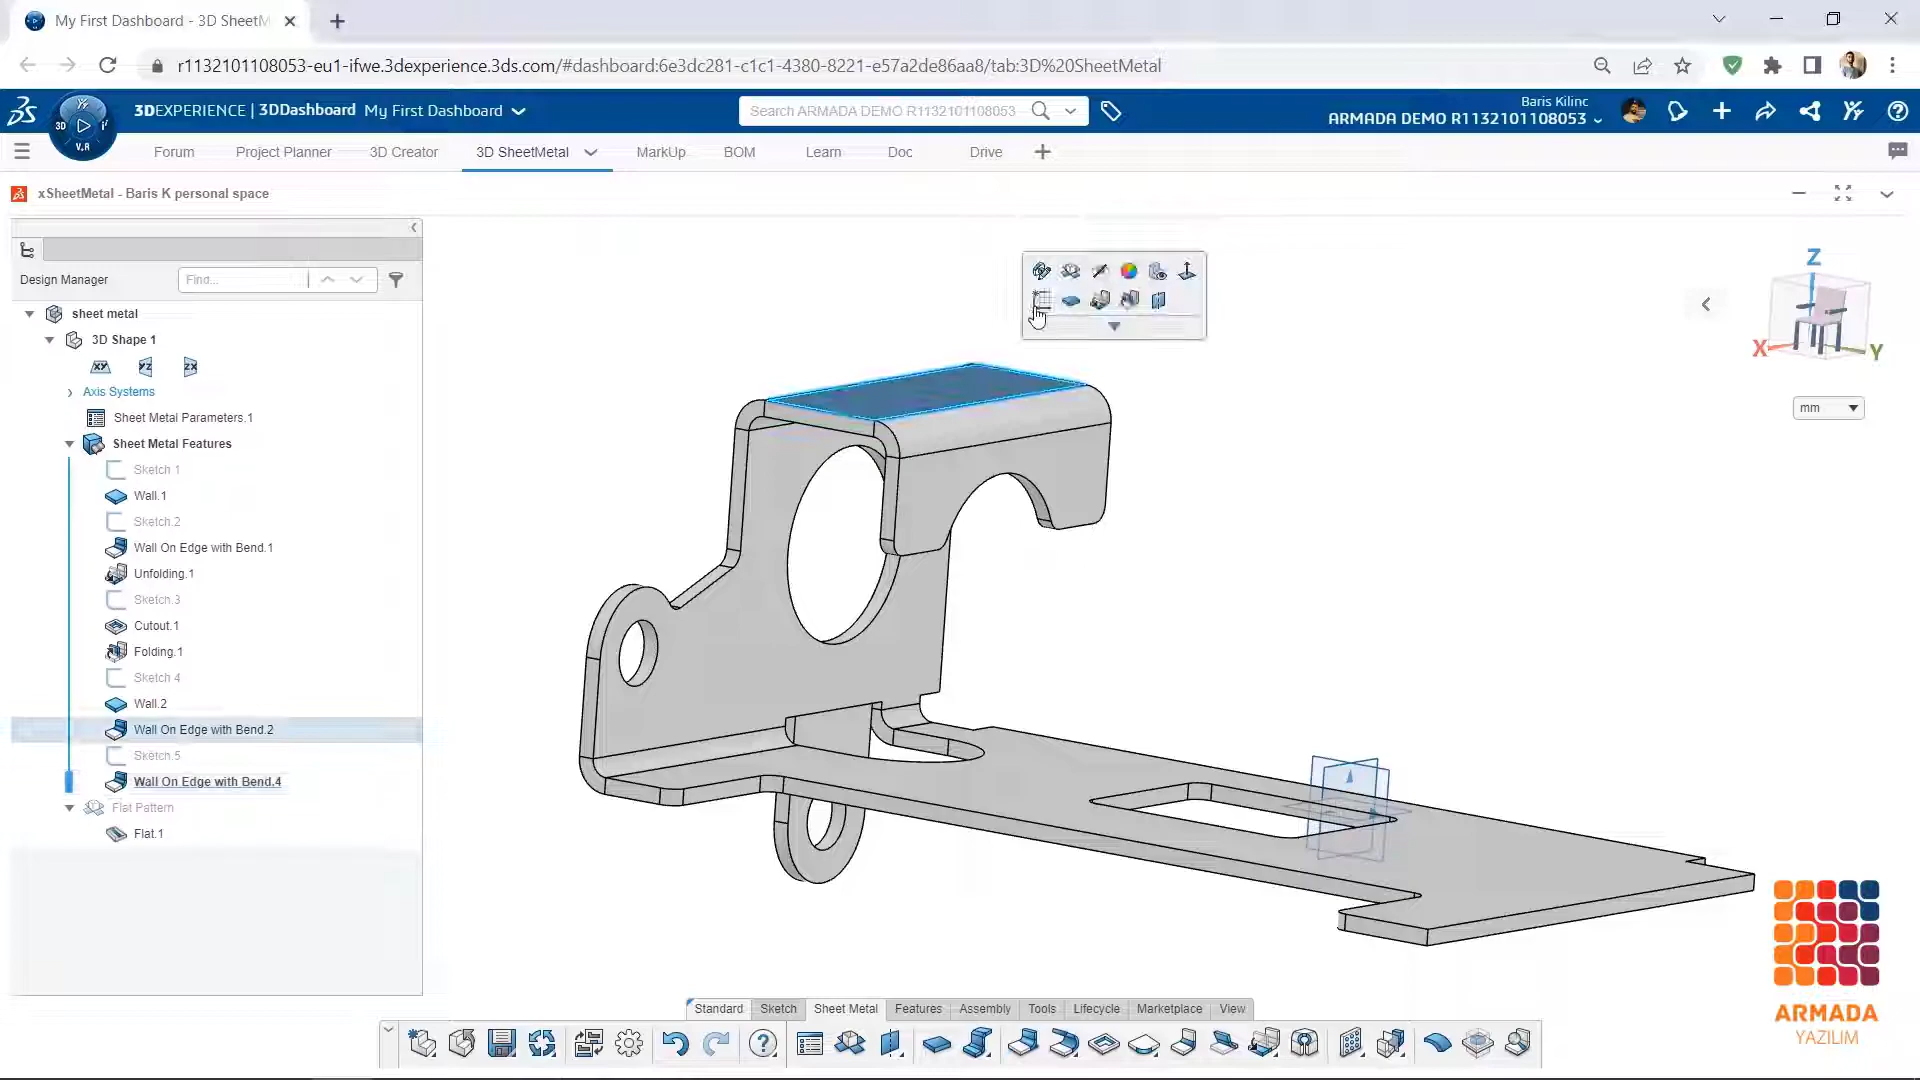 My First Dashboard - 3D SheetM
r1132101108053-eu1-ifwe.3dexperience.3ds.com/#dashboard:6e3dc281-c1c1-4380-8221-e57a2de86aa8/tab:3D%20SheetMetal
3DEXPERIENCE | 3DDashboard My First Dashboard
Search ARMADA DEMO R1132101108053
Baris Kilinc
ARMADA DEMO R1132101108053
3D
V.R
Forum Project Planner 3D Creator 3D SheetMetal MarkUp BOM Learn Doc Drive
xSheetMetal - Baris K personal space
Design Manager Find...
sheet metal
3D Shape 1
XY YZ ZX
Axis Systems
Sheet Metal Parameters.1
Sheet Metal Features
Sketch 1
Wall.1
Sketch.2
Wall On Edge with Bend.1
Unfolding.1
Sketch.3
Cutout.1
Folding.1
Sketch 4
Wall.2
Wall On Edge with Bend.2
Sketch.5
Wall On Edge with Bend.4
Flat Pattern
Flat.1
Z
X
Y
mm
Standard Sketch Sheet Metal Features Assembly Tools Lifecycle Marketplace View
ARMADA
YAZILIM